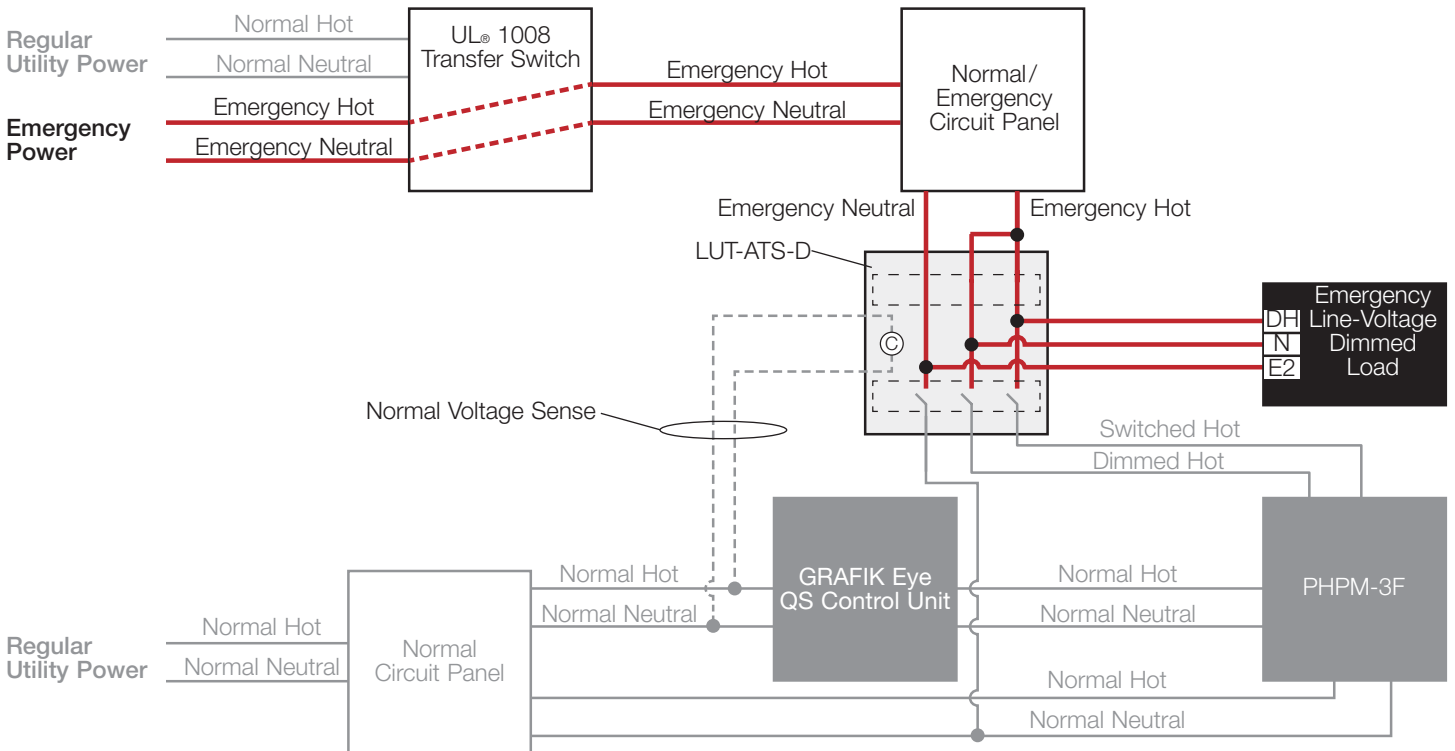 Regular
Utility Power
Normal Hot
Normal Neutral
Emergency
Power
Emergency Hot
Emergency Neutral
UL® 1008
Transfer Switch
Emergency Hot
Emergency Neutral
Normal/
Emergency
Circuit Panel
Emergency Neutral
Emergency Hot
LUT-ATS-D
C
Emergency
DH Line-Voltage
N Dimmed
E2 Load
Normal Voltage Sense
Switched Hot
Dimmed Hot
Regular
Utility Power
Normal Hot
Normal Neutral
Normal
Circuit Panel
Normal Hot
Normal Neutral
GRAFIK Eye
QS Control Unit
Normal Hot
Normal Neutral
PHPM-3F
Normal Hot
Normal Neutral